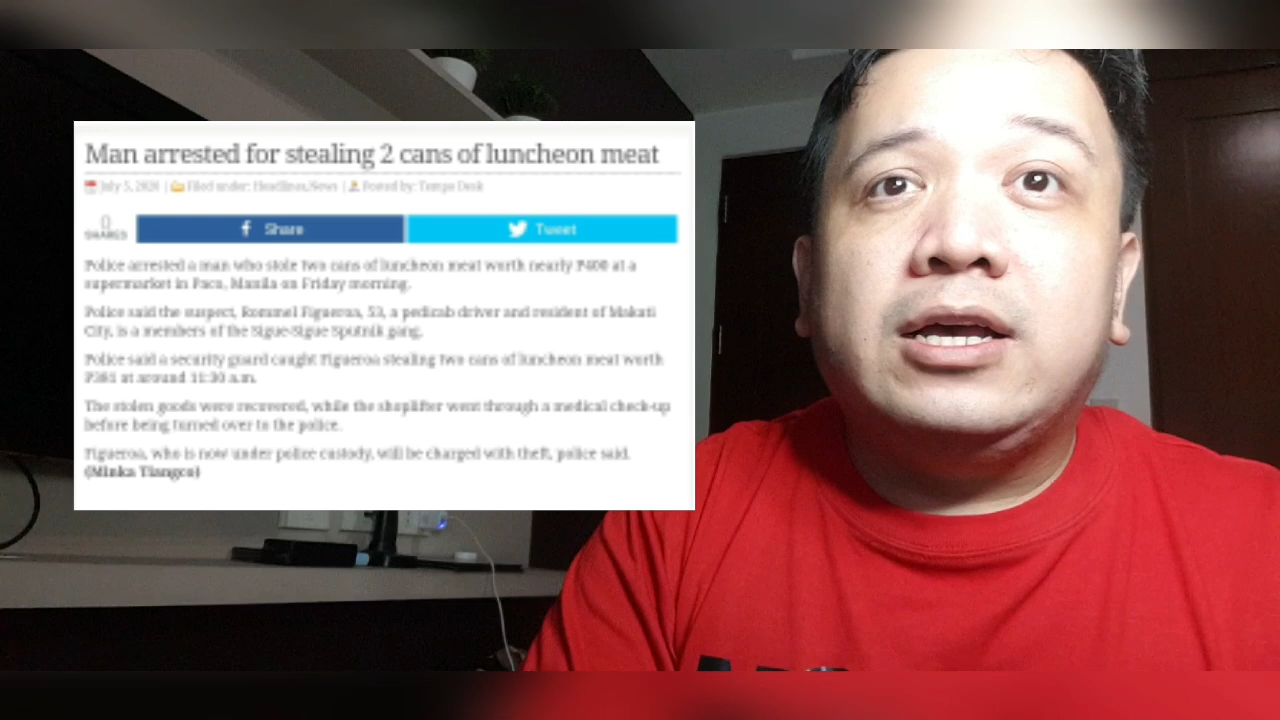 Man arrested for stealing 2 cans of luncheon meat
July 5, 2020 | Filed under: Headlines,News | Posted by: Tempo Desk
0
SHARES
Share
Tweet
Police arrested a man who stole two cans of luncheon meat worth nearly P400 at a
supermarket in Paco, Manila on Friday morning.
Police said the suspect, Rommel Figueroa, 53, a pedicab driver and resident of Makati
City, is a members of the Sigue-Sigue Sputnik gang.
Police said a security guard caught Figueroa stealing two cans of luncheon meat worth
P381 at around 11:30 a.m.
The stolen goods were recovered, while the shoplifter went through a medical check-up
before being turned over to the police.
Figueroa, who is now under police custody, will be charged with theft, police said.
(Minka Tiangco)